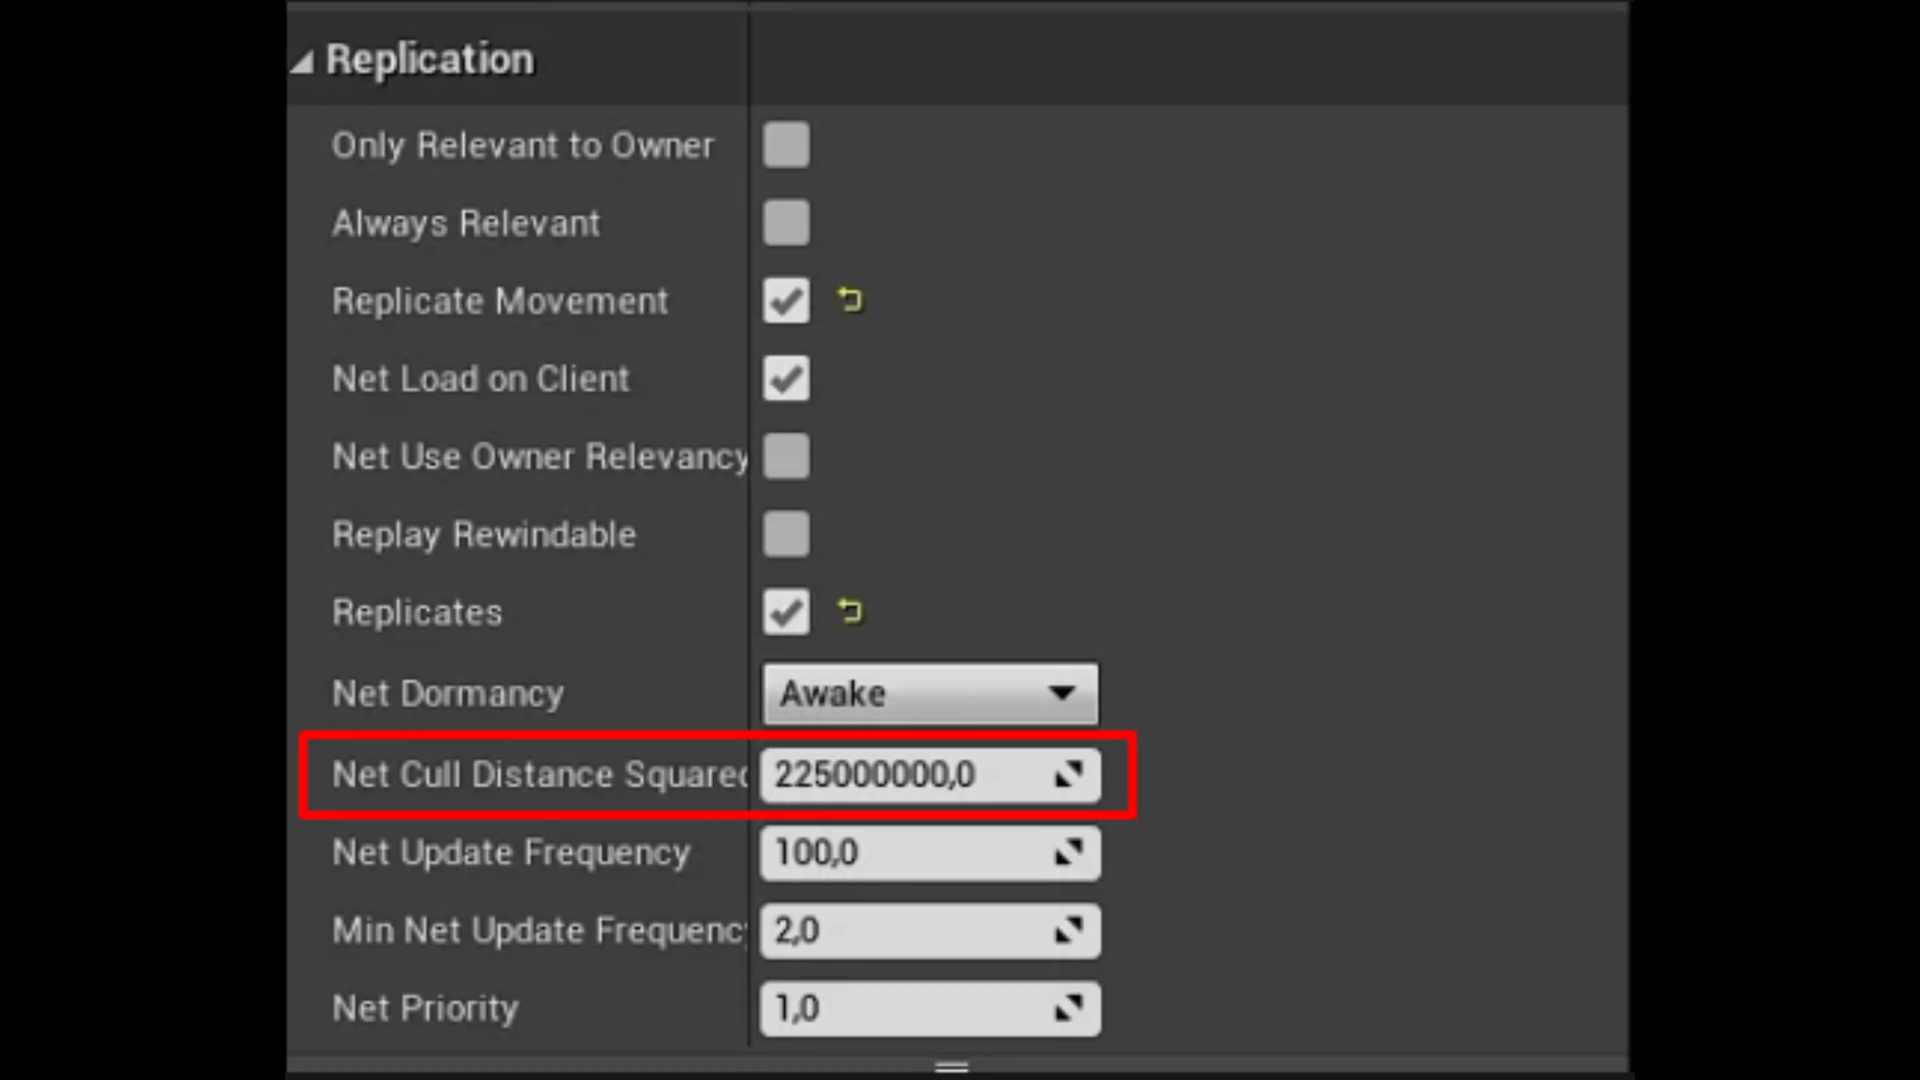 Replication
Only Relevant to Owner
Always Relevant
Replicate Movement
Net Load on Client
Net Use Owner Relevancy
Replay Rewindable
Replicates
Net Dormancy Awake
Net Cull Distance Squared 225000000,0
Net Update Frequency 100,0
Min Net Update Frequency 2,0
Net Priority 1,0